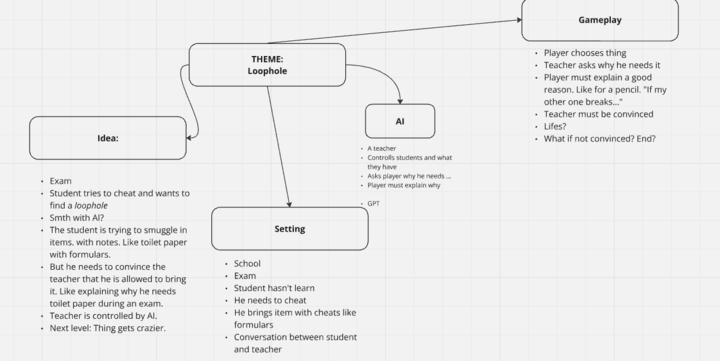 Gameplay
• Player chooses thing
• Teacher asks why he needs it
• Player must explain a good
reason. Like for a pencil. "If my
other one breaks..."
• Teacher must be convinced
• Lifes?
• What if not convinced? End?
THEME:
Loophole
AI
• A teacher
• Controlls students and what
they have
• Asks player why he needs ...
• Player must explain why
• GPT
Idea:
• Exam
• Student tries to cheat and wants to
find a loophole
• Smth with AI?
• The student is trying to smuggle in
items. with notes. Like toilet paper
with formulars.
• But he needs to convince the
teacher that he is allowed to bring
it. Like explaining why he needs
toilet paper during an exam.
• Teacher is controlled by AI.
• Next level: Thing gets crazier.
Setting
• School
• Exam
• Student hasn't learn
• He needs to cheat
• He brings item with cheats like
formulars
• Conversation between student
and teacher